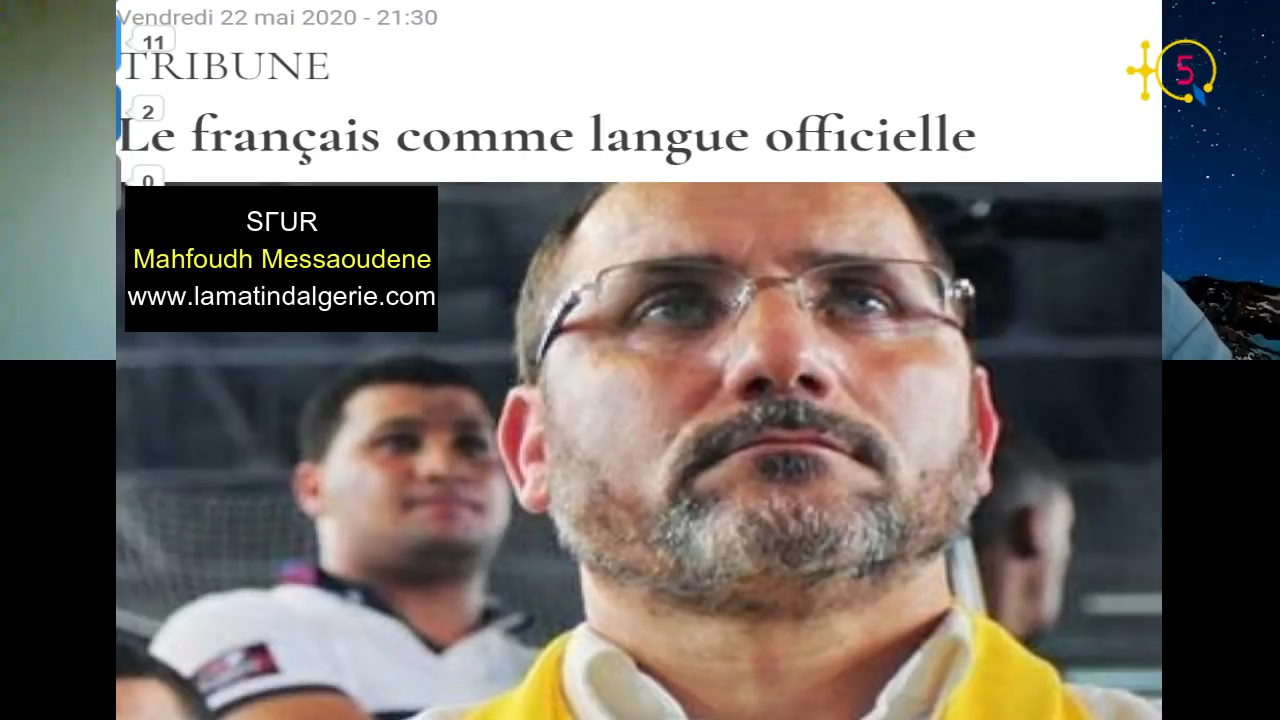 Vendredi 22 mai 2020 - 21:30
11
TRIBUNE
2
Le français comme langue officielle
0
SΓUR
Mahfoudh Messaoudene
www.lamatindalgerie.com
5